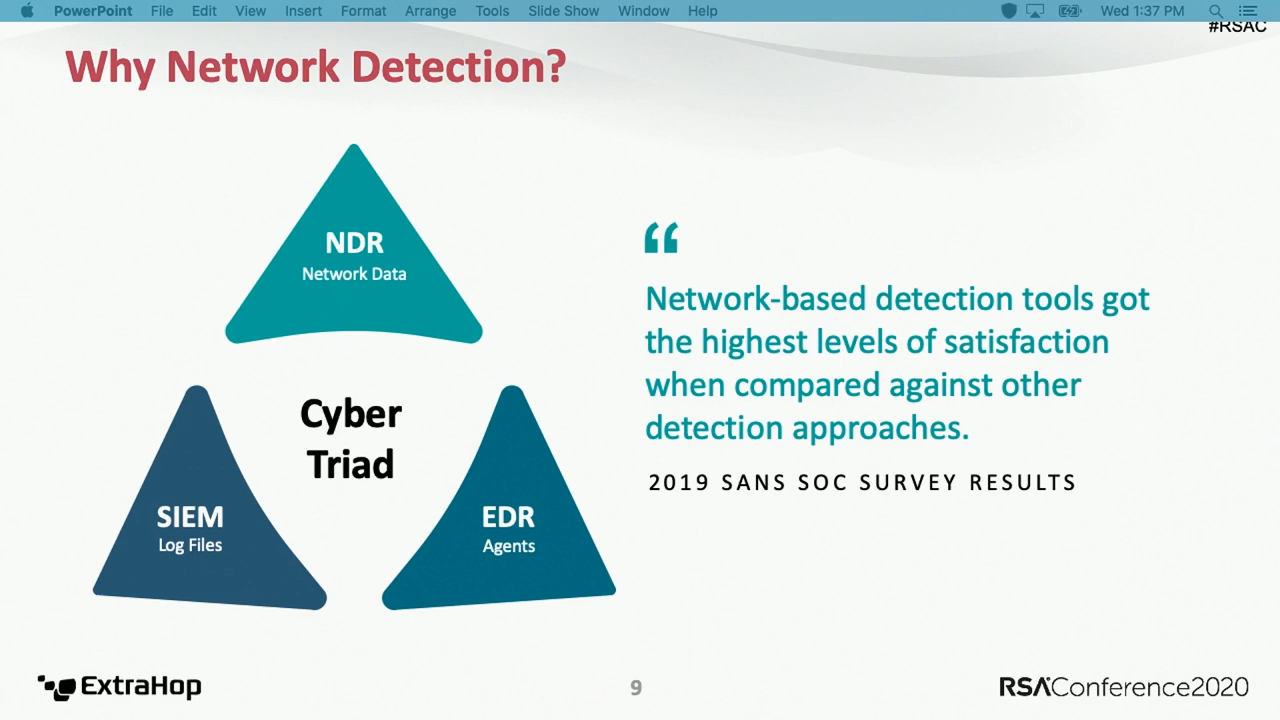 PowerPoint File Edit View Insert Format Arrange Tools Slide Show Window Help Wed 1:37 PM
#RSAC
Why Network Detection?
NDR
Network Data
Cyber
Triad
SIEM
Log Files
EDR
Agents
“
Network-based detection tools got
the highest levels of satisfaction
when compared against other
detection approaches.
2019 SANS SOC SURVEY RESULTS
ExtraHop
9
RSAConference2020